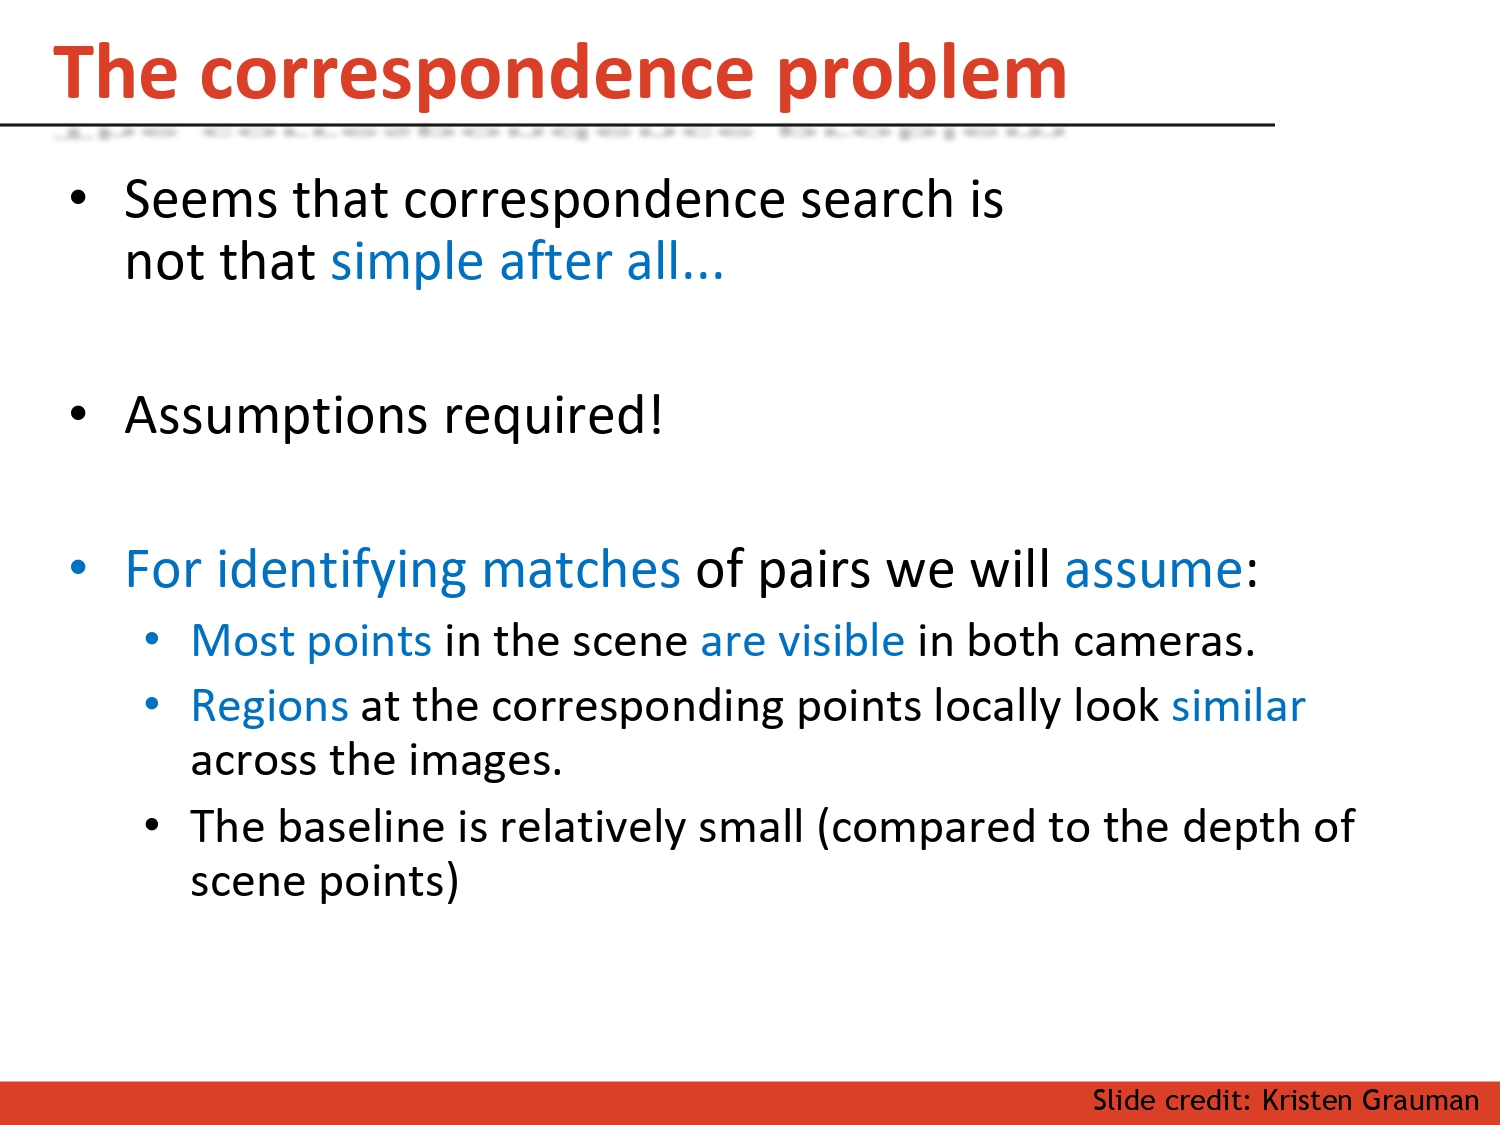 The correspondence problem
• Seems that correspondence search is
not that simple after all...
• Assumptions required!
• For identifying matches of pairs we will assume:
• Most points in the scene are visible in both cameras.
• Regions at the corresponding points locally look similar
across the images.
• The baseline is relatively small (compared to the depth of
scene points)
Slide credit: Kristen Grauman